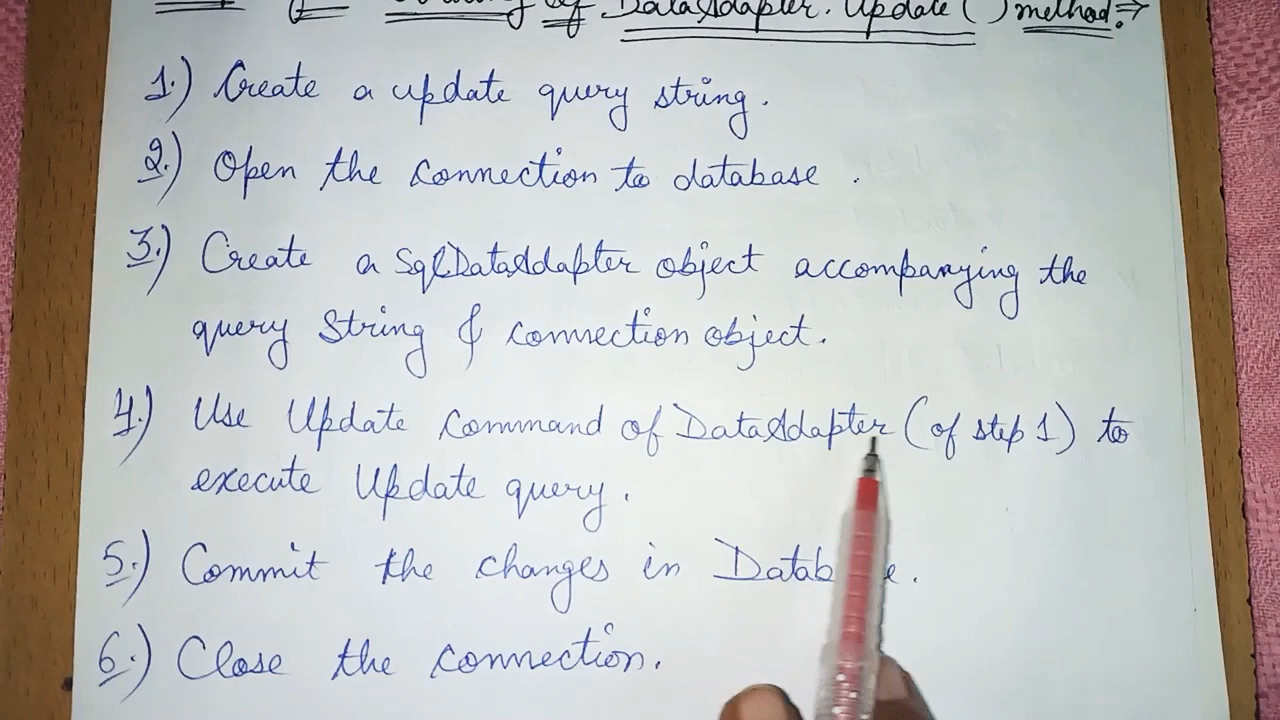 of DataAdapter.Update() method :⇒
1.) Create a update query string.
2.) Open the connection to database.
3.) Create a SqlDataAdapter object accompanying the
query String & connection object.
4.) Use Update Command of DataAdapter (of step 1) to
execute Update query.
5.) Commit the changes in
6.) Close the connection.